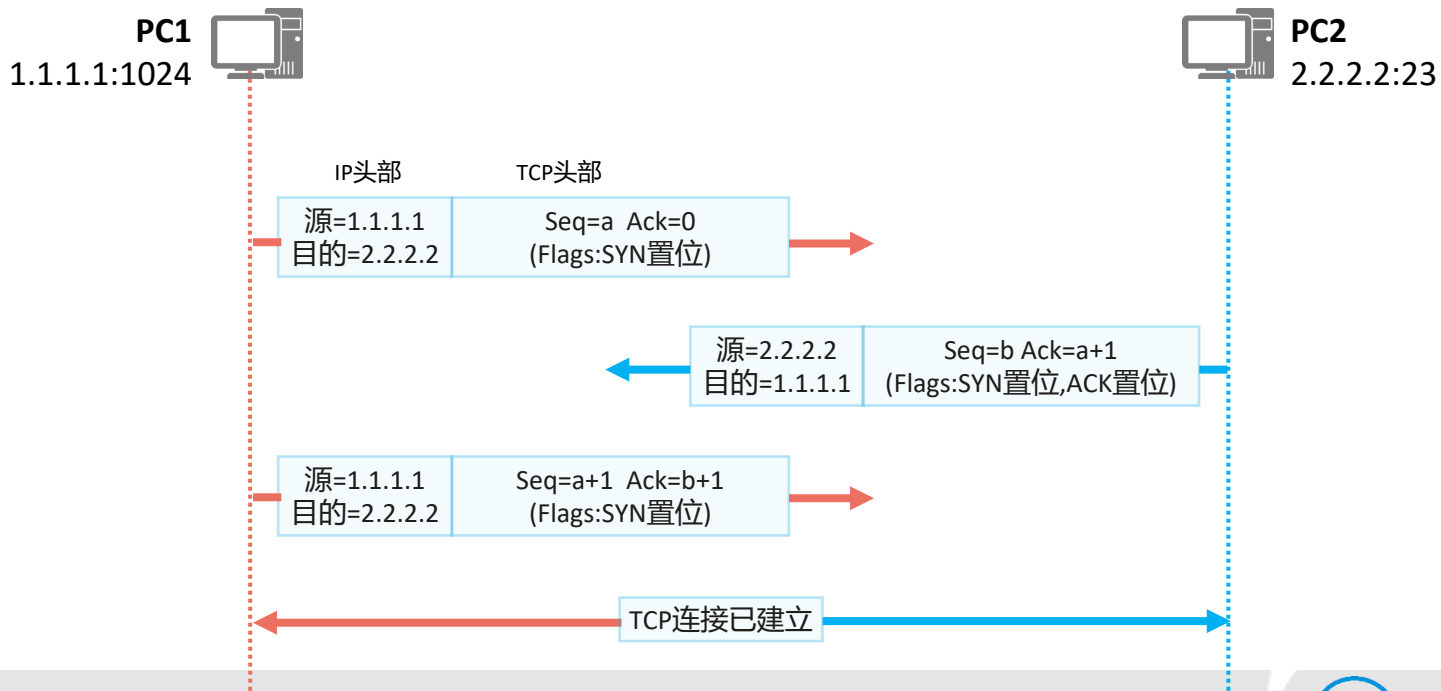 PC1
1.1.1.1:1024
PC2
2.2.2.2:23
IP头部
TCP头部
源=1.1.1.1
目的=2.2.2.2
Seq=a  Ack=0
(Flags:SYN置位)
源=2.2.2.2
目的=1.1.1.1
Seq=b Ack=a+1
(Flags:SYN置位,ACK置位)
源=1.1.1.1
目的=2.2.2.2
Seq=a+1  Ack=b+1
(Flags:SYN置位)
TCP连接已建立